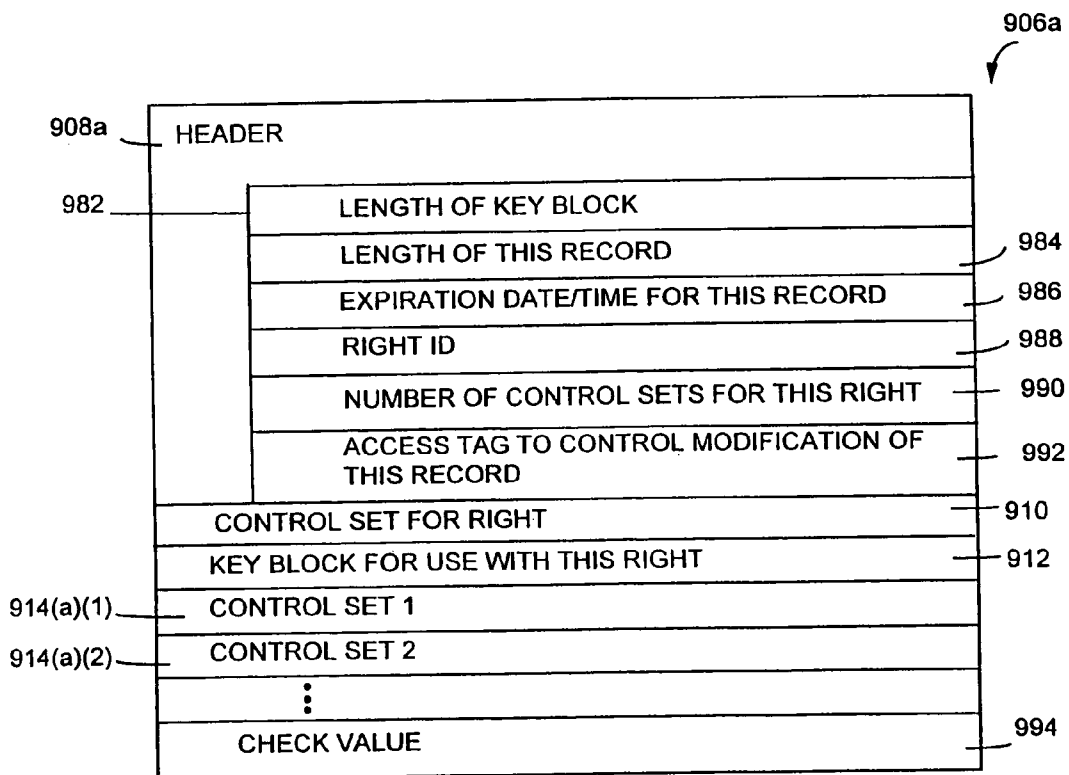 906a
908a
HEADER
982
LENGTH OF KEY BLOCK
LENGTH OF THIS RECORD
984
EXPIRATION DATE/TIME FOR THIS RECORD
986
RIGHT ID
988
NUMBER OF CONTROL SETS FOR THIS RIGHT
990
ACCESS TAG TO CONTROL MODIFICATION OF
THIS RECORD
992
CONTROL SET FOR RIGHT
910
KEY BLOCK FOR USE WITH THIS RIGHT
912
914(a)(1)
CONTROL SET 1
914(a)(2)
CONTROL SET 2
CHECK VALUE
994